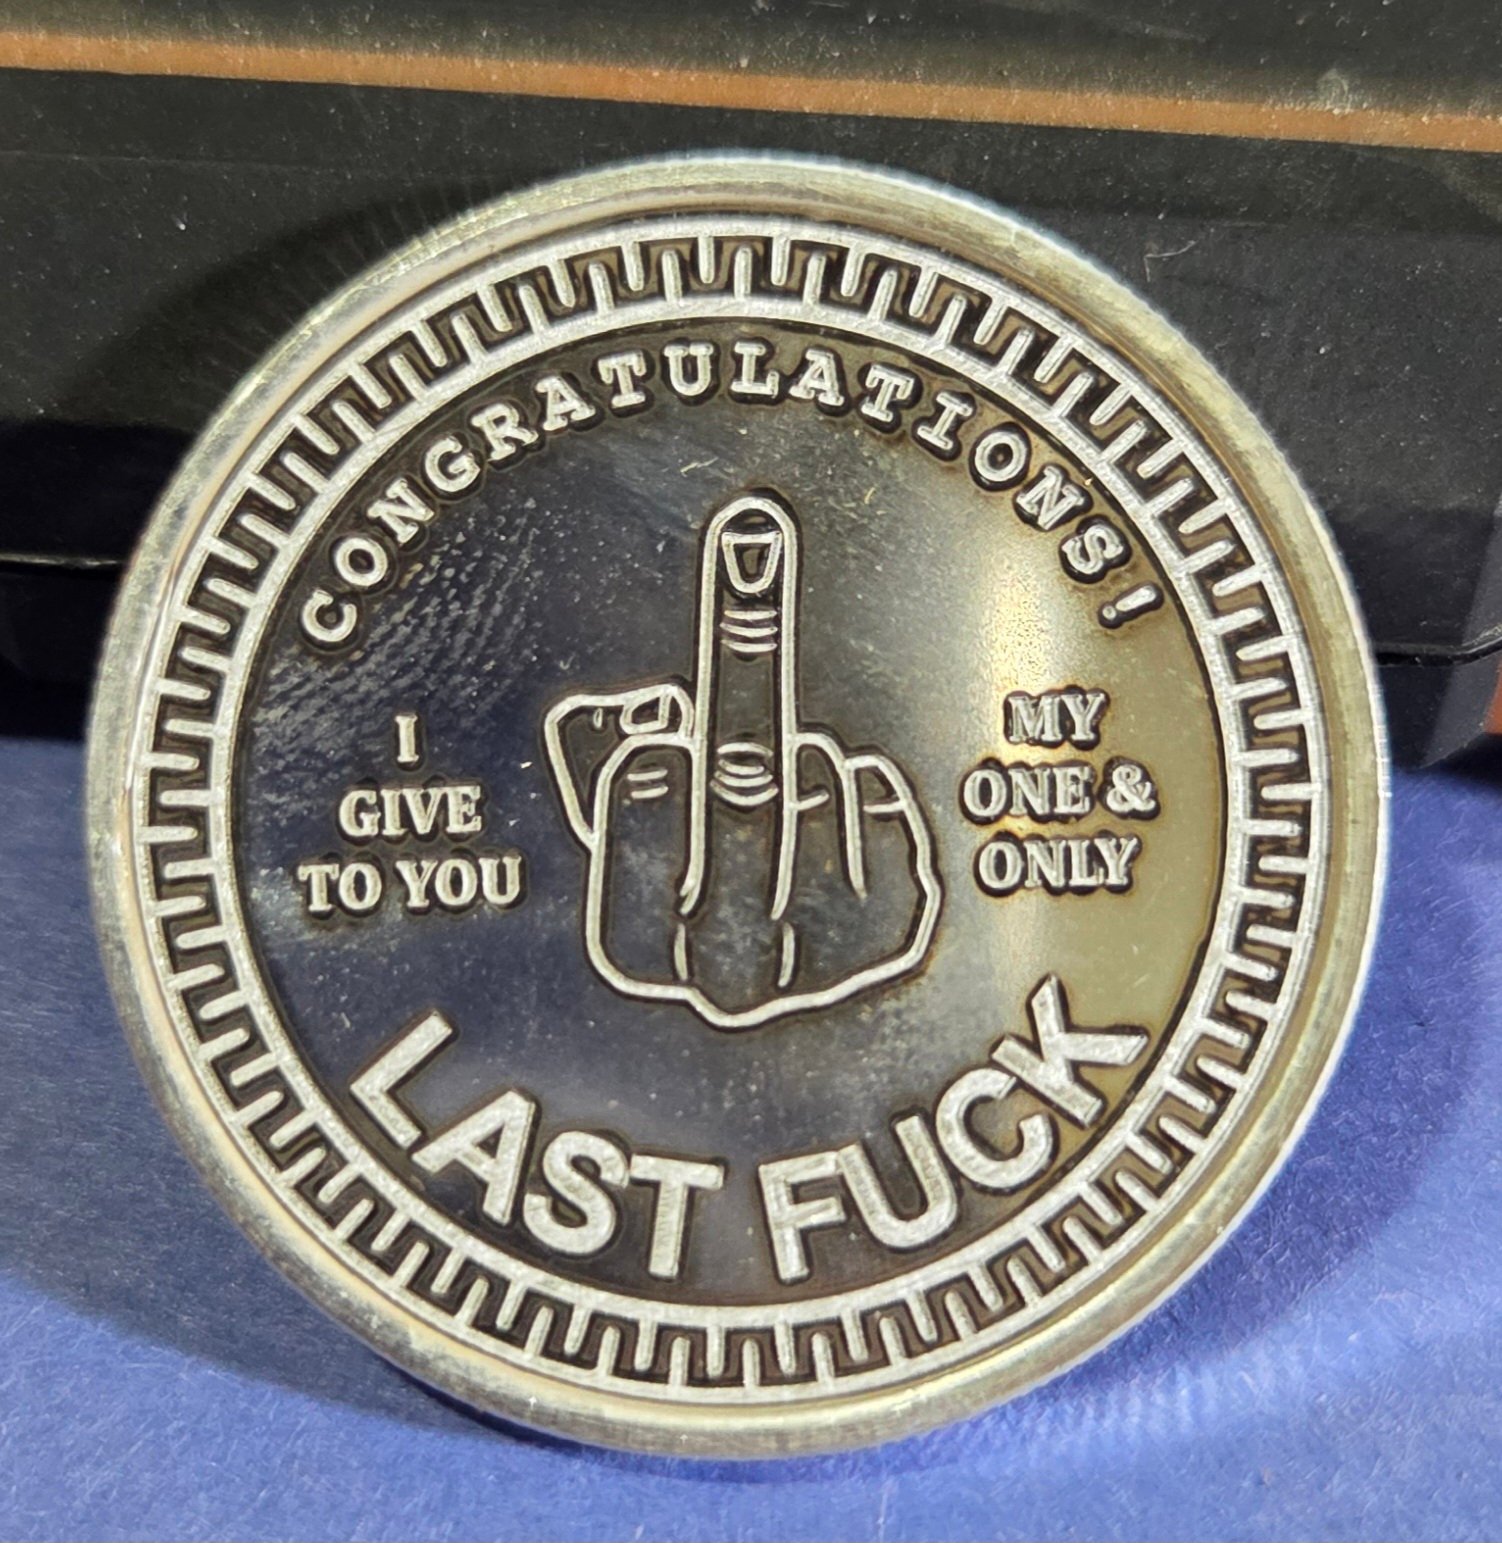 CONGRATULATIONS!
I
GIVE
TO YOU
MY
ONE &
ONLY
LAST FUCK